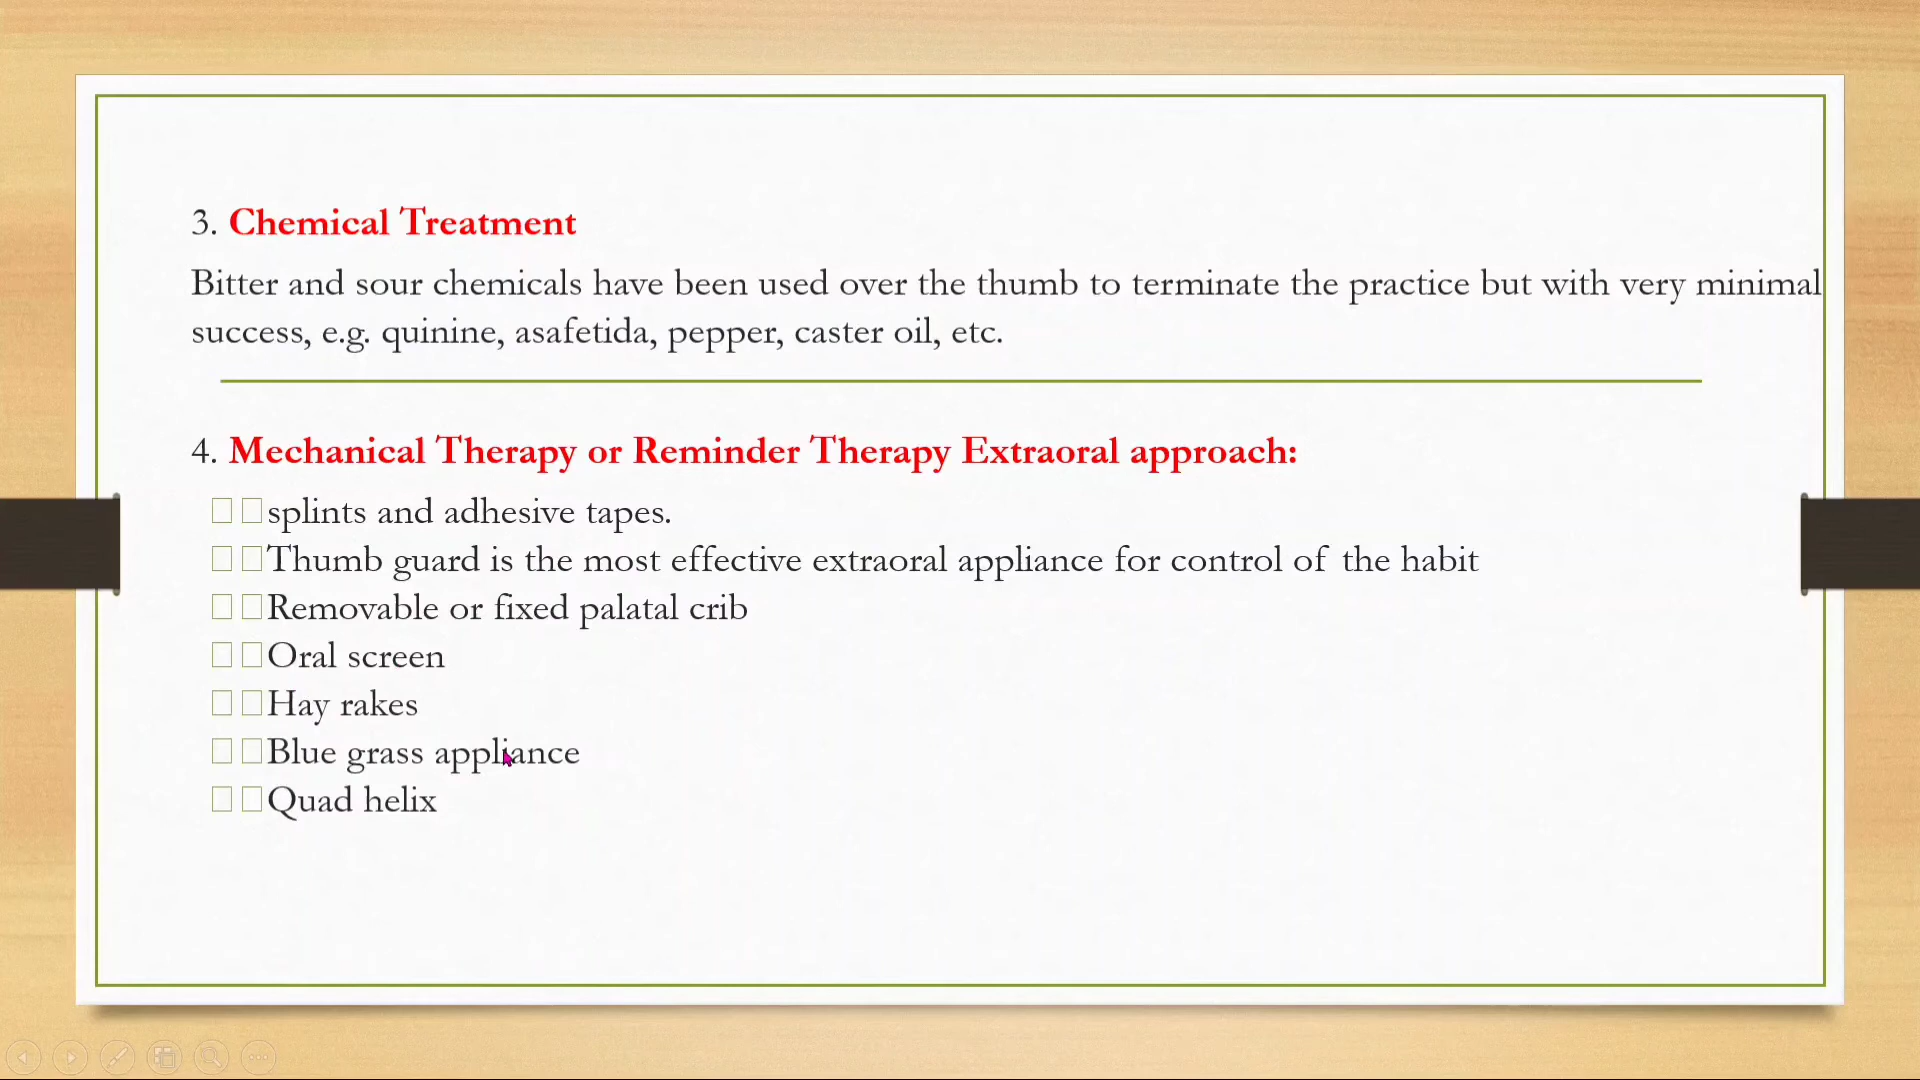 3. Chemical Treatment
Bitter and sour chemicals have been used over the thumb to terminate the practice but with very minimal
success, e.g. quinine, asafetida, pepper, caster oil, etc.
4. Mechanical Therapy or Reminder Therapy Extraoral approach:
splints and adhesive tapes.
Thumb guard is the most effective extraoral appliance for control of the habit
Removable or fixed palatal crib
Oral screen
Hay rakes
Blue grass appliance
Quad helix